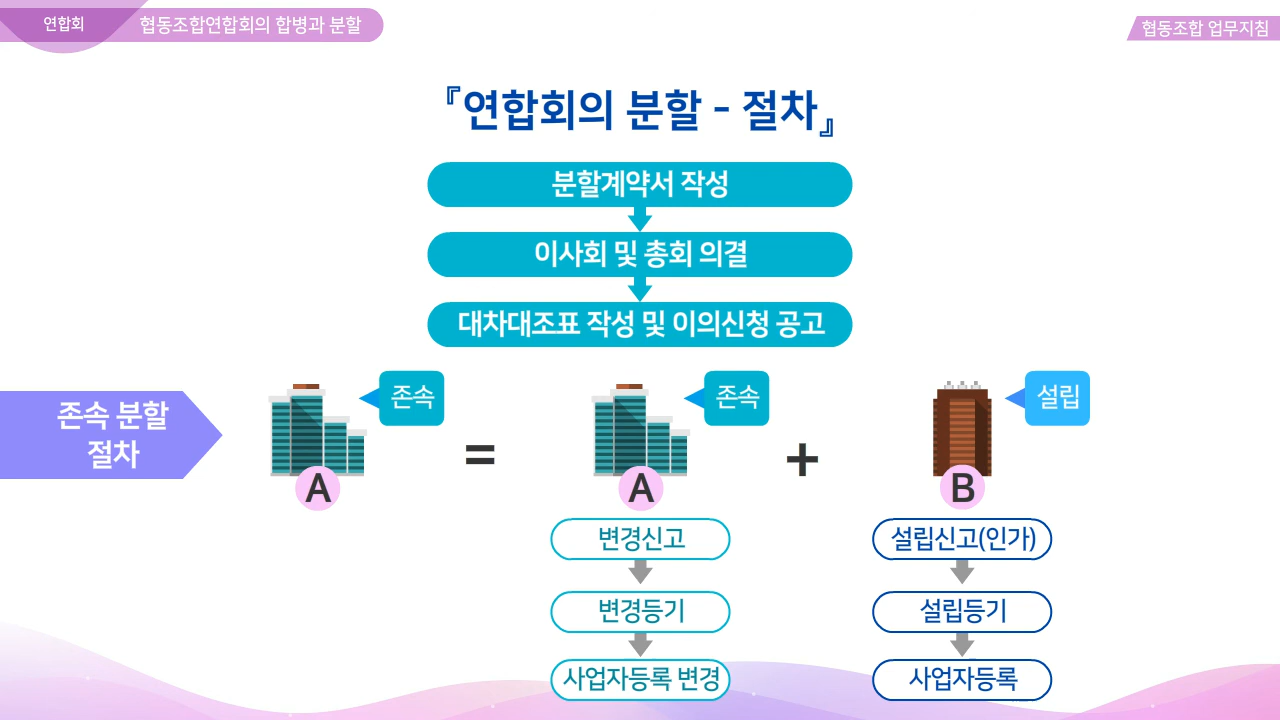 연합회
협동조합연합회의 합병과 분할
협동조합 업무지침
『연합회의 분할 - 절차』
분할계약서 작성
이사회 및 총회 의결
대차대조표 작성 및 이의신청 공고
존속 분할
절차
존속
A
=
존속
A
+
설립
B
변경신고
변경등기
사업자등록 변경
설립신고(인가)
설립등기
사업자등록